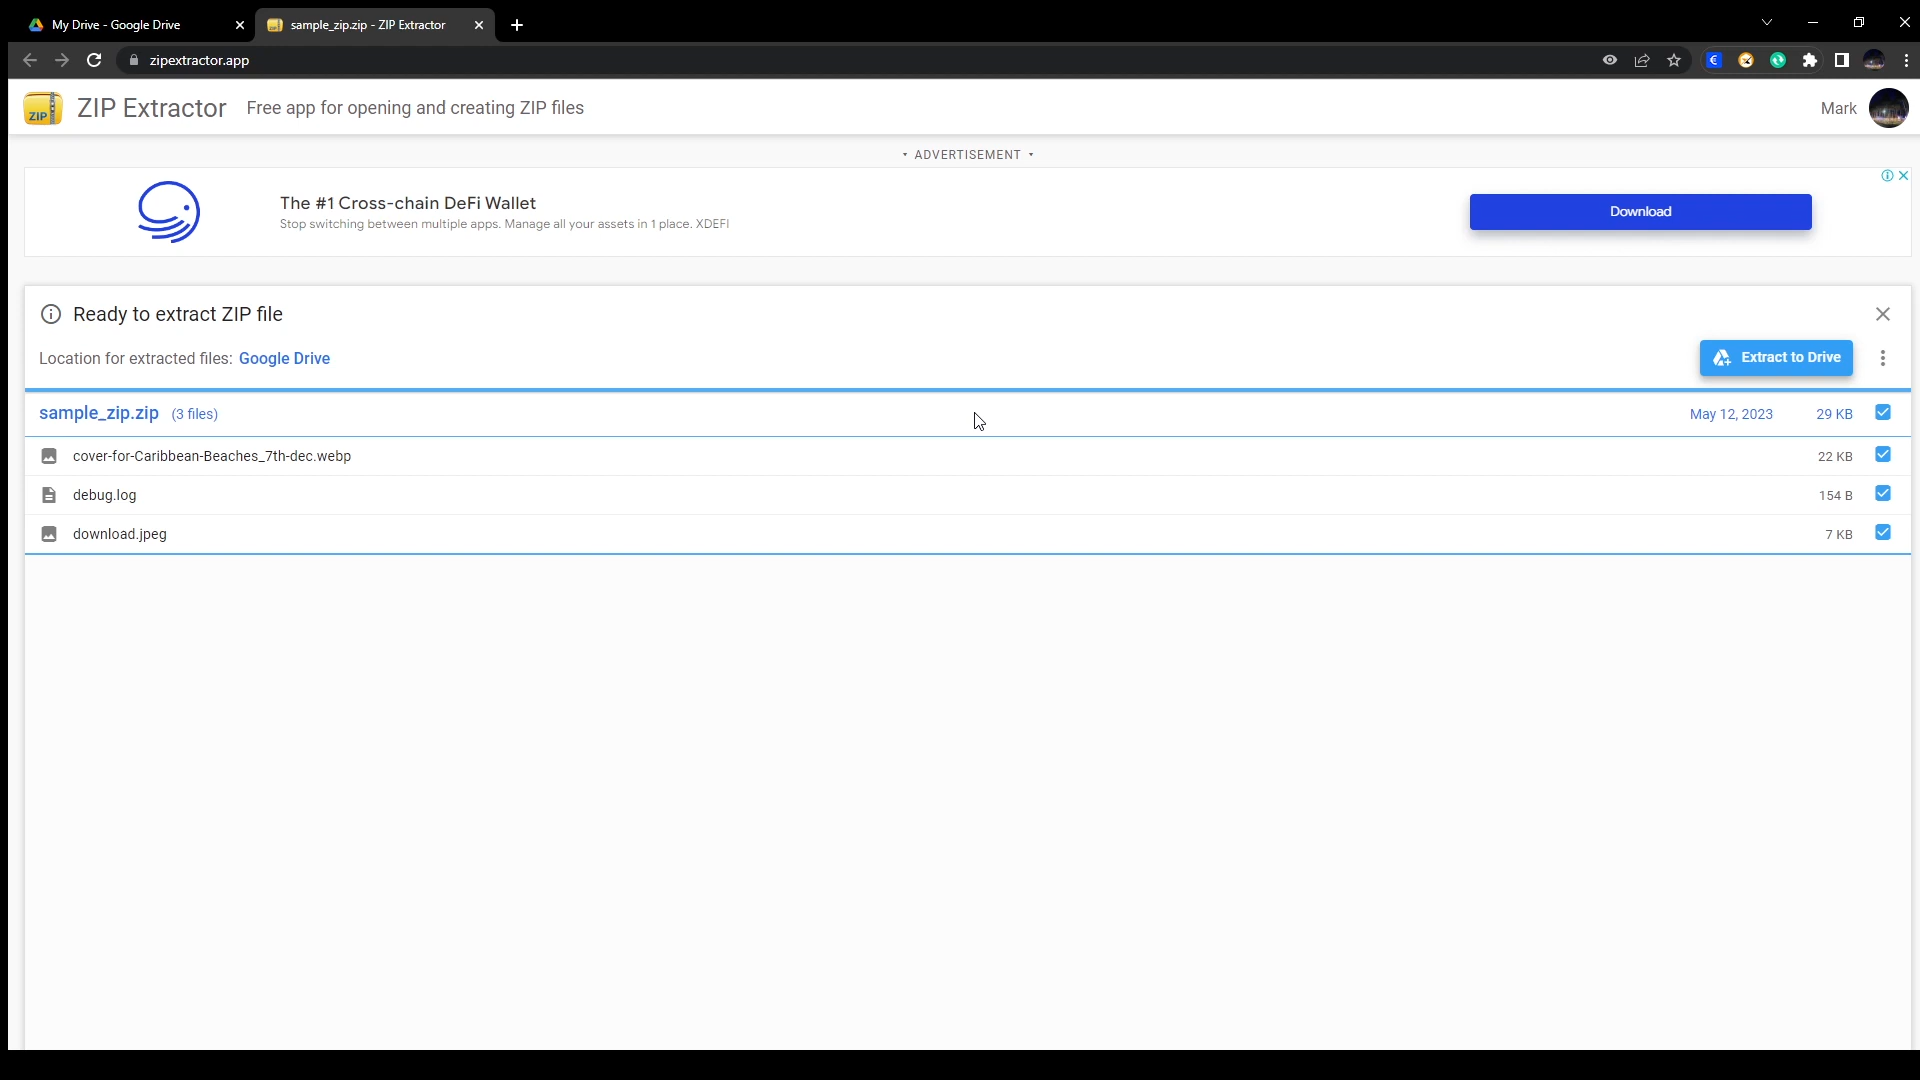 My Drive - Google Drive
sample_zip.zip - ZIP Extractor
zipextractor.app
€
ZIP
ZIP Extractor
Free app for opening and creating ZIP files
Mark
ADVERTISEMENT
The #1 Cross-chain DeFi Wallet
Stop switching between multiple apps. Manage all your assets in 1 place. XDEFI
Download
Ready to extract ZIP file
Location for extracted files: Google Drive
Extract to Drive
sample_zip.zip (3 files)
May 12, 2023
29 KB
cover-for-Caribbean-Beaches_7th-dec.webp
22 KB
debug.log
154 B
download.jpeg
7 KB